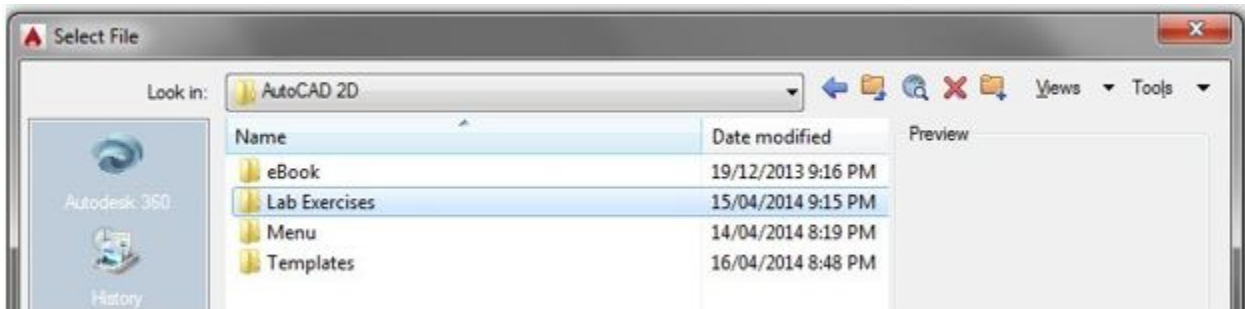 Select File
Look in: AutoCAD 2D Views Tools
Name Date modified Preview
eBook 19/12/2013 9:16 PM
Lab Exercises 15/04/2014 9:15 PM
Menu 14/04/2014 8:19 PM
Templates 16/04/2014 8:48 PM
Autodesk 360
History